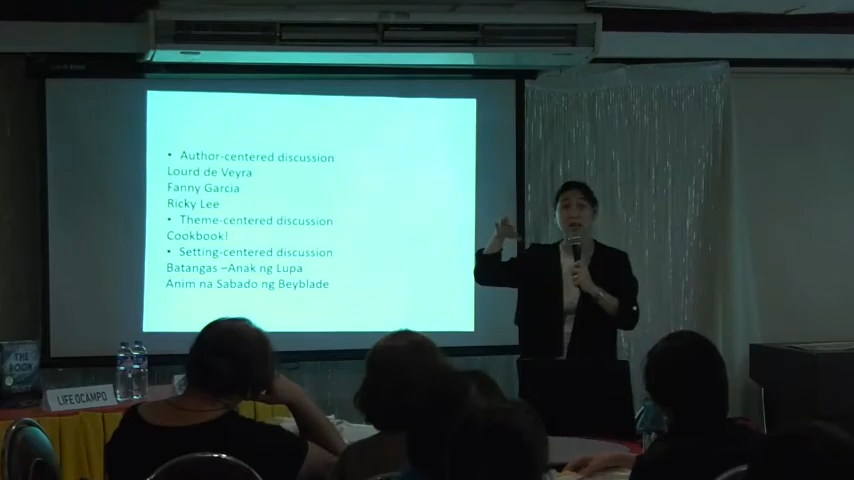 • Author-centered discussion
Lourd de Veyra
Fanny Garcia
Ricky Lee
• Theme-centered discussion
Cookbook!
• Setting-centered discussion
Batangas –Anak ng Lupa
Anim na Sabado ng Beyblade
THE
BOOK
LIFE OCAMPO